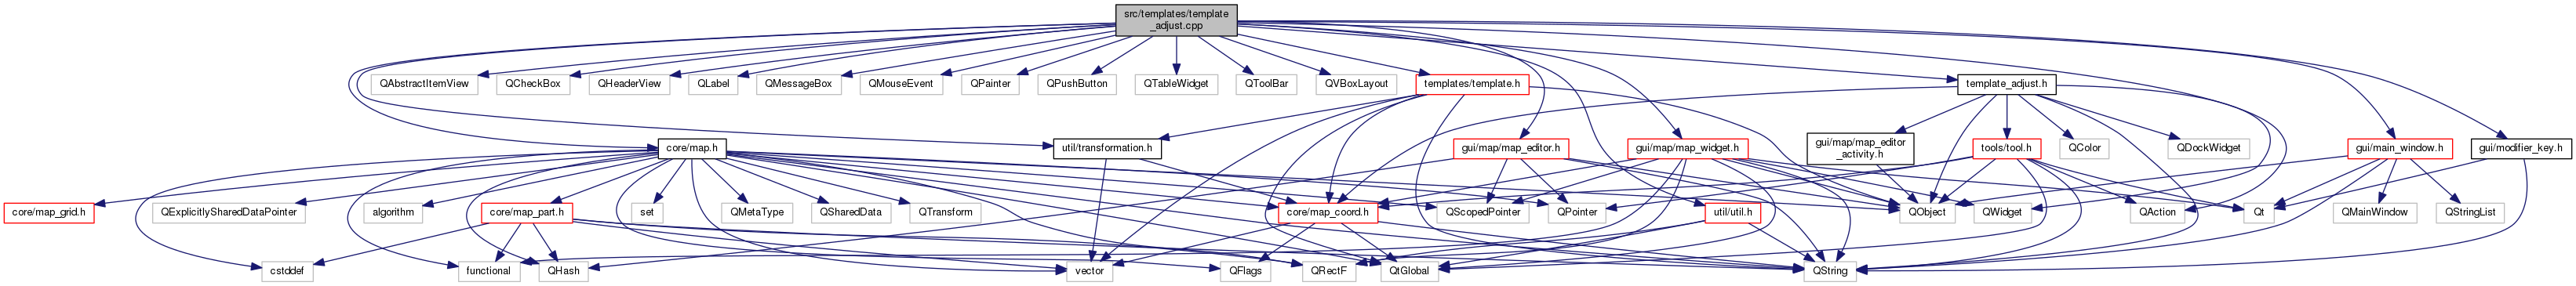 src/templates/template
_adjust.cpp
QAbstractItemView
QCheckBox
QHeaderView
QLabel
QMessageBox
QMouseEvent
QPainter
QPushButton
QTableWidget
QToolBar
QVBoxLayout
templates/template.h
template_adjust.h
core/map.h
util/transformation.h
gui/map/map_editor.h
gui/map/map_widget.h
gui/map/map_editor
_activity.h
tools/tool.h
QColor
QDockWidget
gui/main_window.h
gui/modifier_key.h
core/map_grid.h
QExplicitlySharedDataPointer
algorithm
core/map_part.h
set
QMetaType
QSharedData
QTransform
core/map_coord.h
QScopedPointer
QPointer
util/util.h
QObject
QWidget
QAction
Qt
QMainWindow
QStringList
cstddef
functional
QHash
vector
QFlags
QRectF
QtGlobal
QString